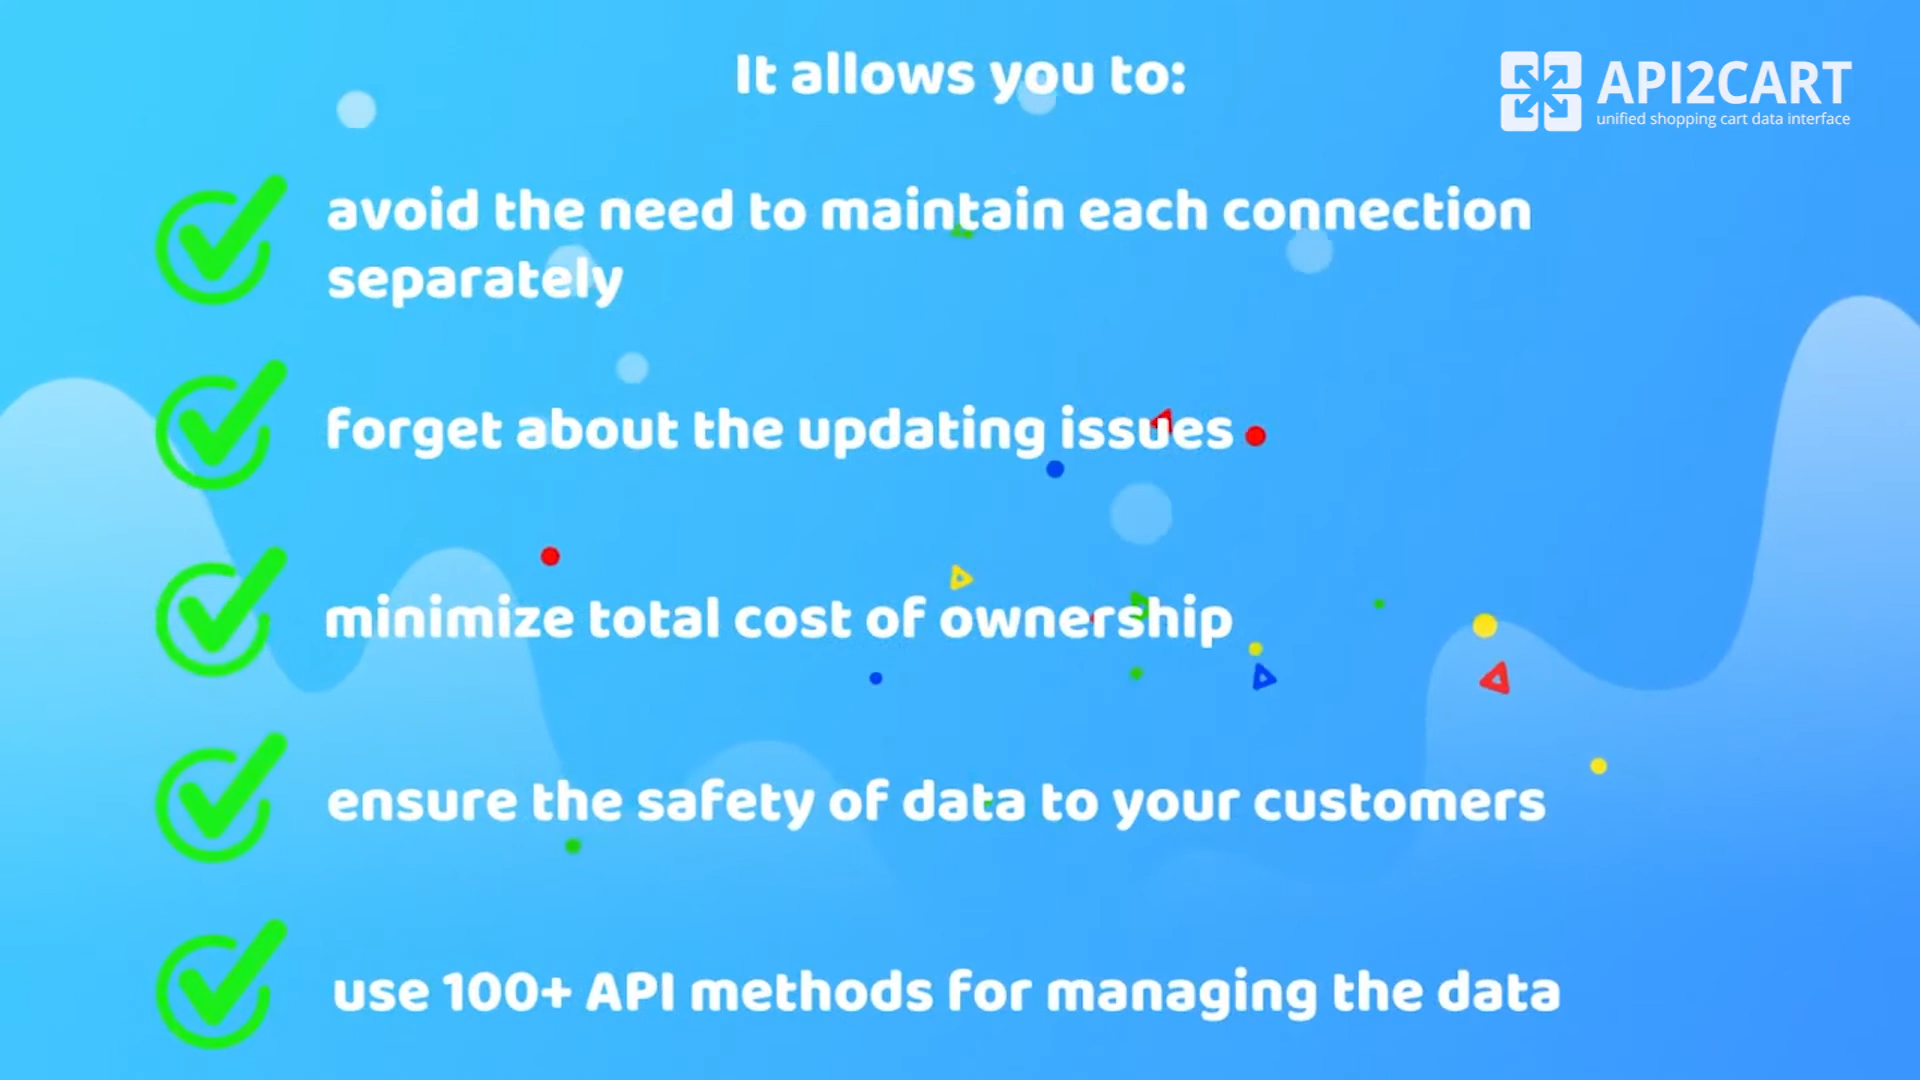 It allows you to:
API2CART
unified shopping cart data interface
avoid the need to maintain each connection
separately
forget about the updating issues
minimize total cost of ownership
ensure the safety of data to your customers
use 100+ API methods for managing the data